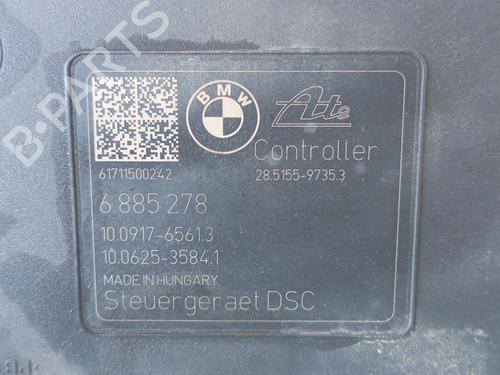 B-PARTS
BMW
Ate
Controller
61711500242
28.5155-9735.3
6 885 278
10.0917-6561.3
10.0625-3584.1
MADE IN HUNGARY
Steuergeraet DSC